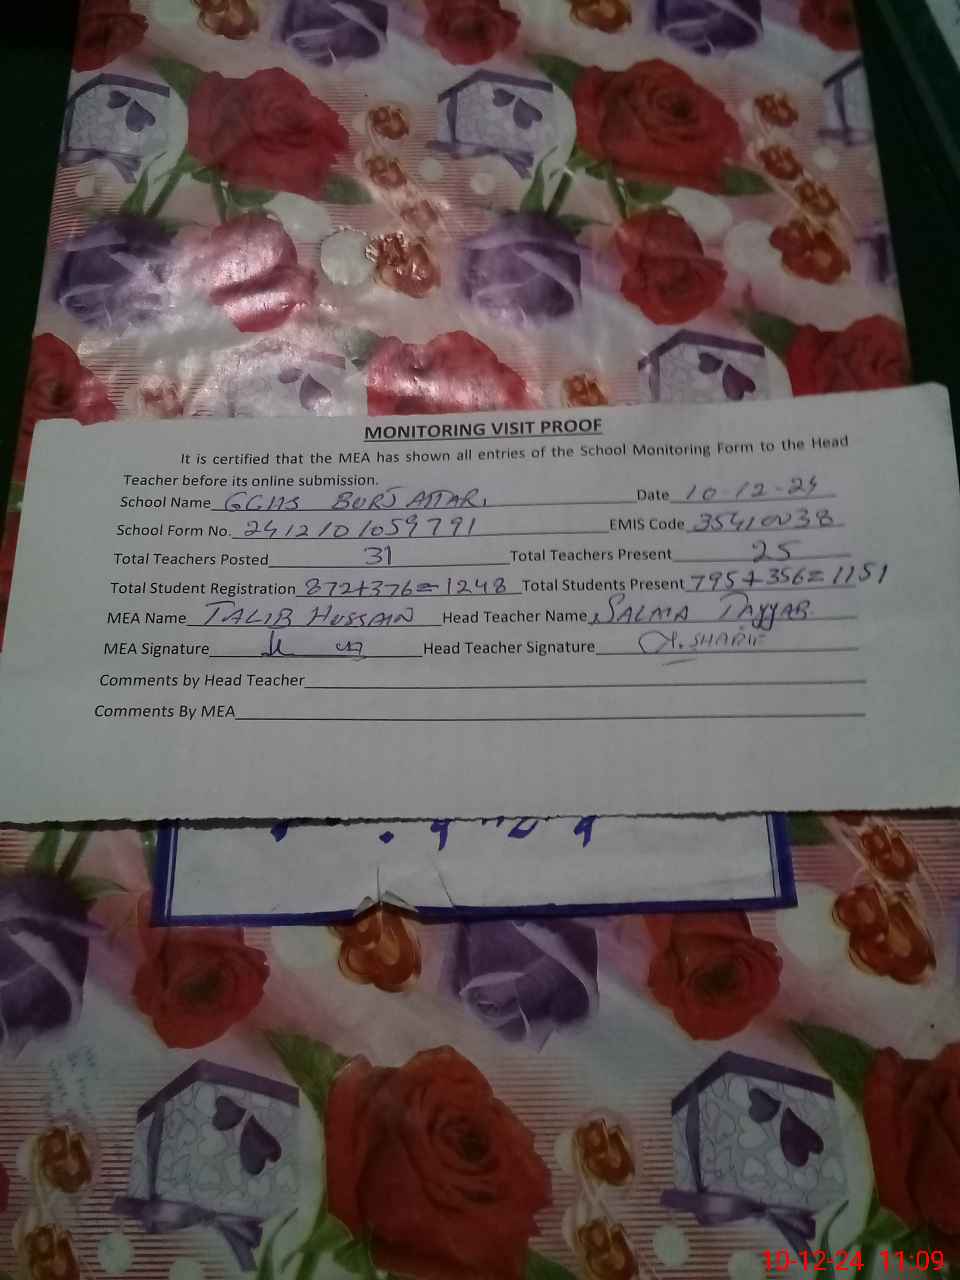 MONITORING VISIT PROOF
It is certified that the MEA has shown all entries of the School Monitoring Form to the Head
Teacher before its online submission.
School Name GGHS BURJ ATTARI Date 10-12-24
School Form No. 2412101059791 EMIS Code 35410038
Total Teachers Posted 31 Total Teachers Present 25
Total Student Registration 872+376=1248 Total Students Present 795+356=1151
MEA Name TALIB HUSSAIN Head Teacher Name SALMA TAYYAB
MEA Signature Head Teacher Signature SHARIF
Comments by Head Teacher
Comments By MEA
10-12-24 11:09